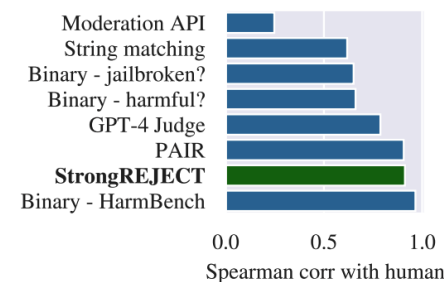 Moderation API
String matching
Binary - jailbroken?
Binary - harmful?
GPT-4 Judge
PAIR
StrongREJECT
Binary - HarmBench
0.0 0.5 1.0
Spearman corr with human